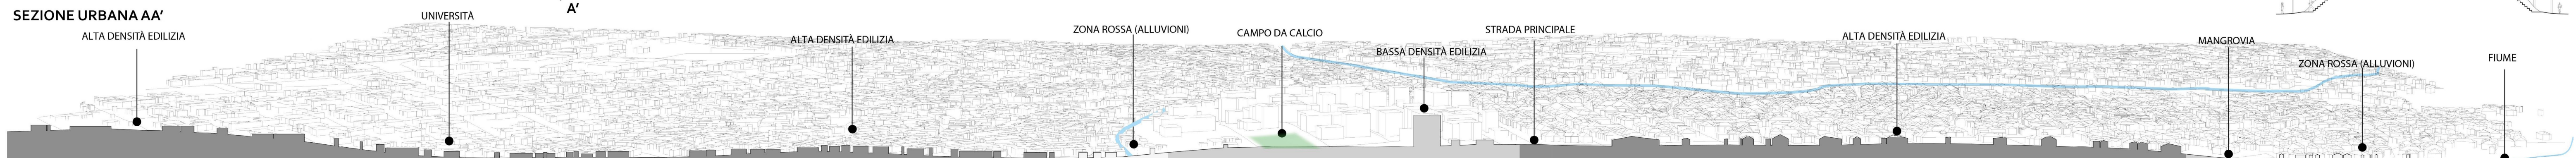 SEZIONE URBANA AA’
A’
ALTA DENSITÀ EDILIZIA
UNIVERSITÀ
ALTA DENSITÀ EDILIZIA
ZONA ROSSA (ALLUVIONI)
CAMPO DA CALCIO
BASSA DENSITÀ EDILIZIA
STRADA PRINCIPALE
ALTA DENSITÀ EDILIZIA
MANGROVIA
ZONA ROSSA (ALLUVIONI)
FIUME